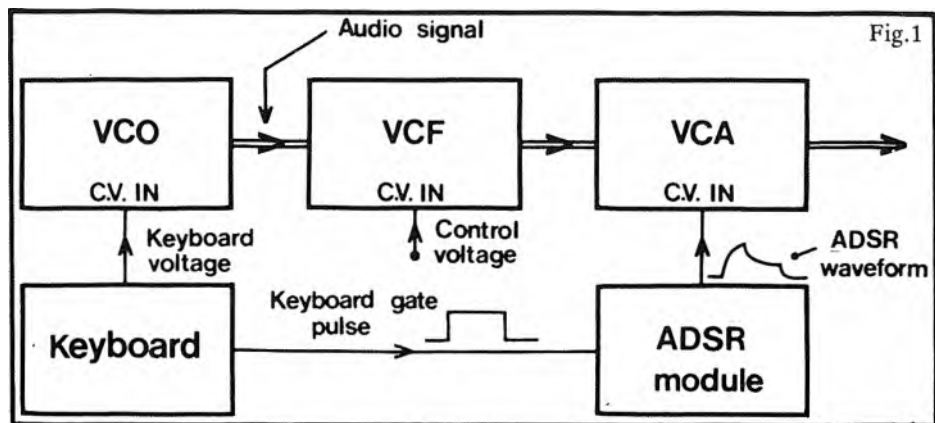 Audio signal
Fig.1
VCO
VCF
VCA
C.V. IN
C.V. IN
C.V. IN
Keyboard
voltage
Control
voltage
ADSR
waveform
Keyboard gate
pulse
Keyboard
ADSR
module